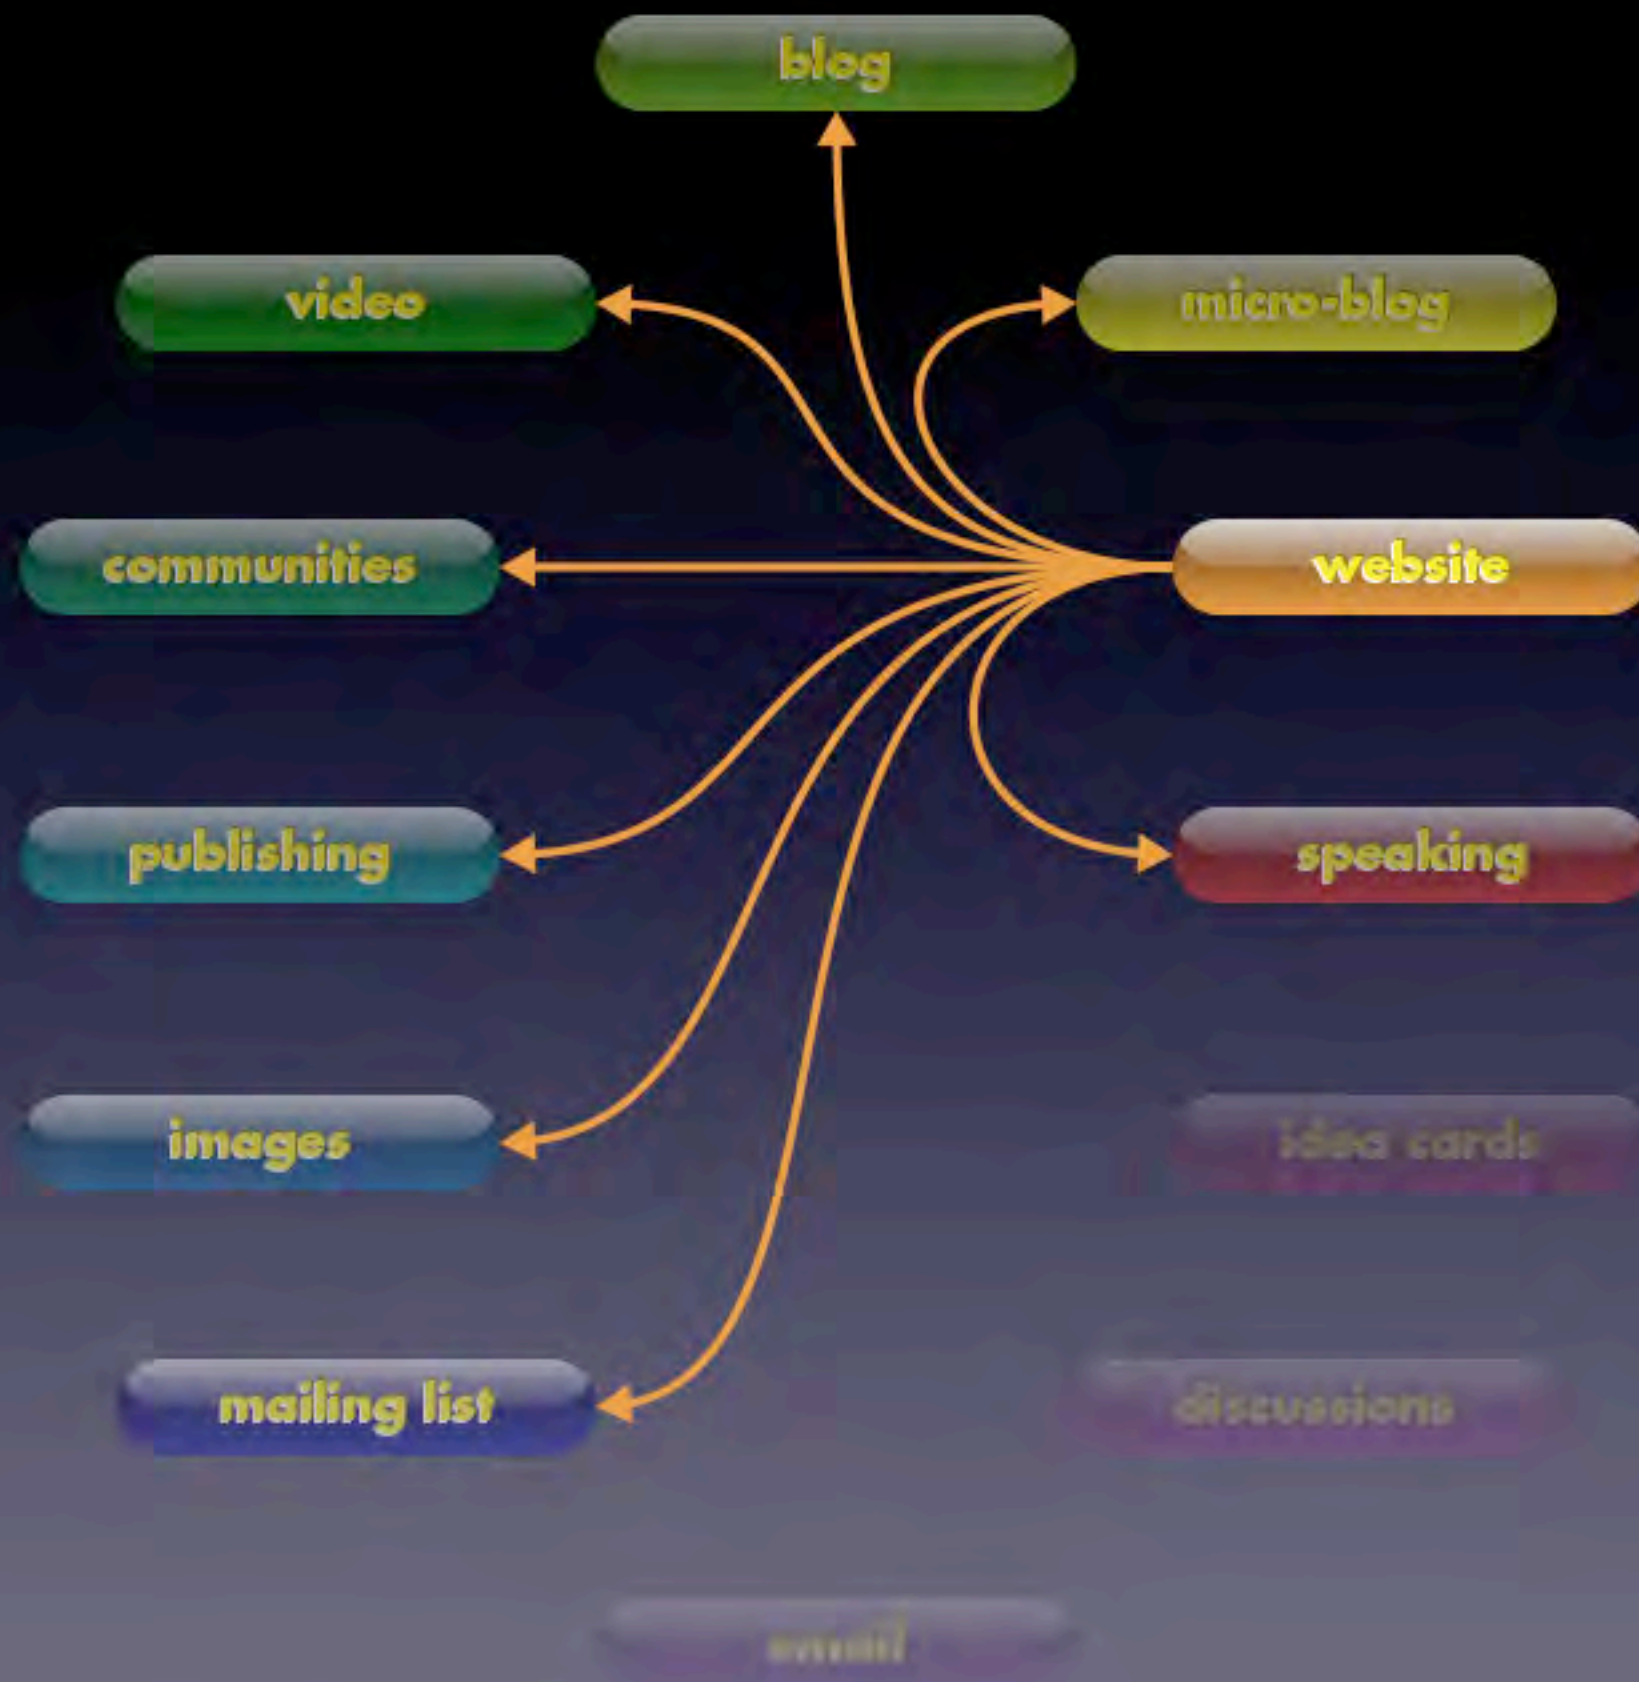 blog
video
micro-blog
communities
website
publishing
speaking
images
idea cards
mailing list
discussions
email